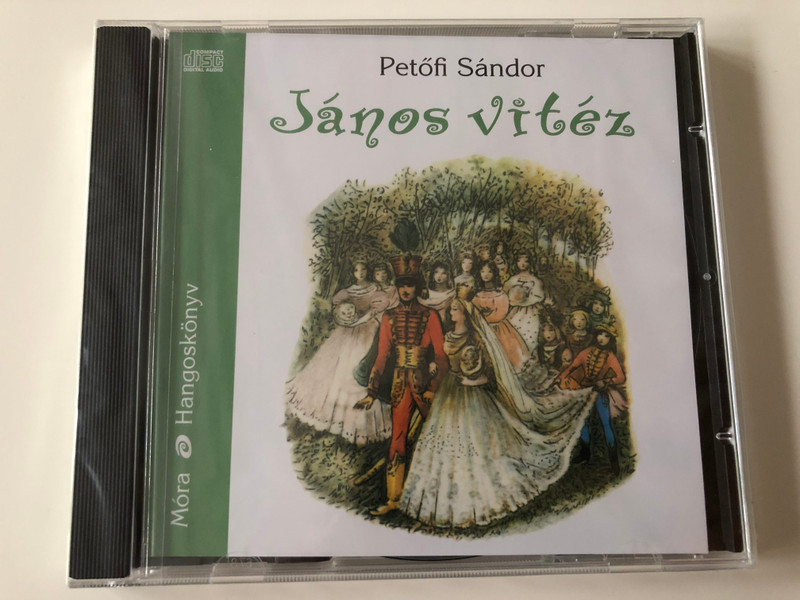 COMPACT
disc
DIGITAL AUDIO
Petőfi Sándor
János vitéz
Móra Hangoskönyv